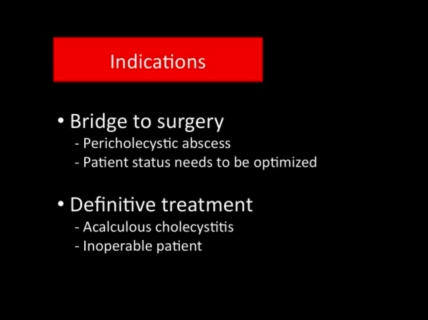 Indications
• Bridge to surgery
- Pericholecystic abscess
- Patient status needs to be optimized
• Definitive treatment
- Acalculous cholecystitis
- Inoperable patient